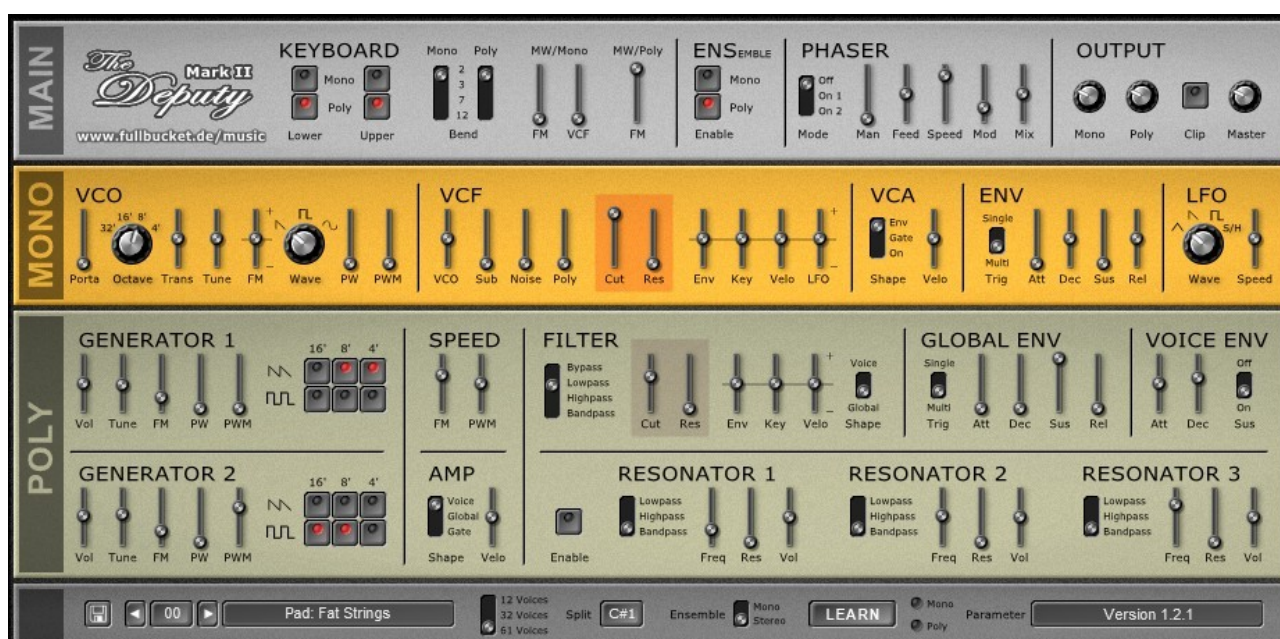 MAIN
The Deputy Mark II
www.fullbucket.de/music
KEYBOARD
Mono
Poly
Lower Upper
Mono Poly
2
3
7
12
Bend
MW/Mono MW/Poly
FM VCF FM
ENSEMBLE
Mono
Poly
Enable
PHASER
Off
On 1
On 2
Mode Man Feed Speed Mod Mix
OUTPUT
Mono Poly Clip Master
MONO
VCO
32' 16' 8' 4'
+
−
Porta Octave Trans Tune FM Wave PW PWM
VCF
+
−
VCO Sub Noise Poly Cut Res Env Key Velo LFO
VCA
Env
Gate
On
Shape Velo
ENV
Single
Multi
Trig Att Dec Sus Rel
LFO
S/H
Wave Speed
POLY
GENERATOR 1
16' 8' 4'
Vol Tune FM PW PWM
SPEED
FM PWM
FILTER
Bypass
Lowpass
Highpass
Bandpass
+
−
Voice
Global
Cut Res Env Key Velo Shape
GLOBAL ENV
Single
Multi
Trig Att Dec Sus Rel
VOICE ENV
Off
On
Att Dec Sus
GENERATOR 2
16' 8' 4'
Vol Tune FM PW PWM
AMP
Voice
Global
Gate
Shape Velo
Enable
RESONATOR 1
Lowpass
Highpass
Bandpass
Freq Res Vol
RESONATOR 2
Lowpass
Highpass
Bandpass
Freq Res Vol
RESONATOR 3
Lowpass
Highpass
Bandpass
Freq Res Vol
00
Pad: Fat Strings
12 Voices
32 Voices
61 Voices
Split C#1
Ensemble
Mono
Stereo
LEARN
Mono
Poly
Parameter
Version 1.2.1